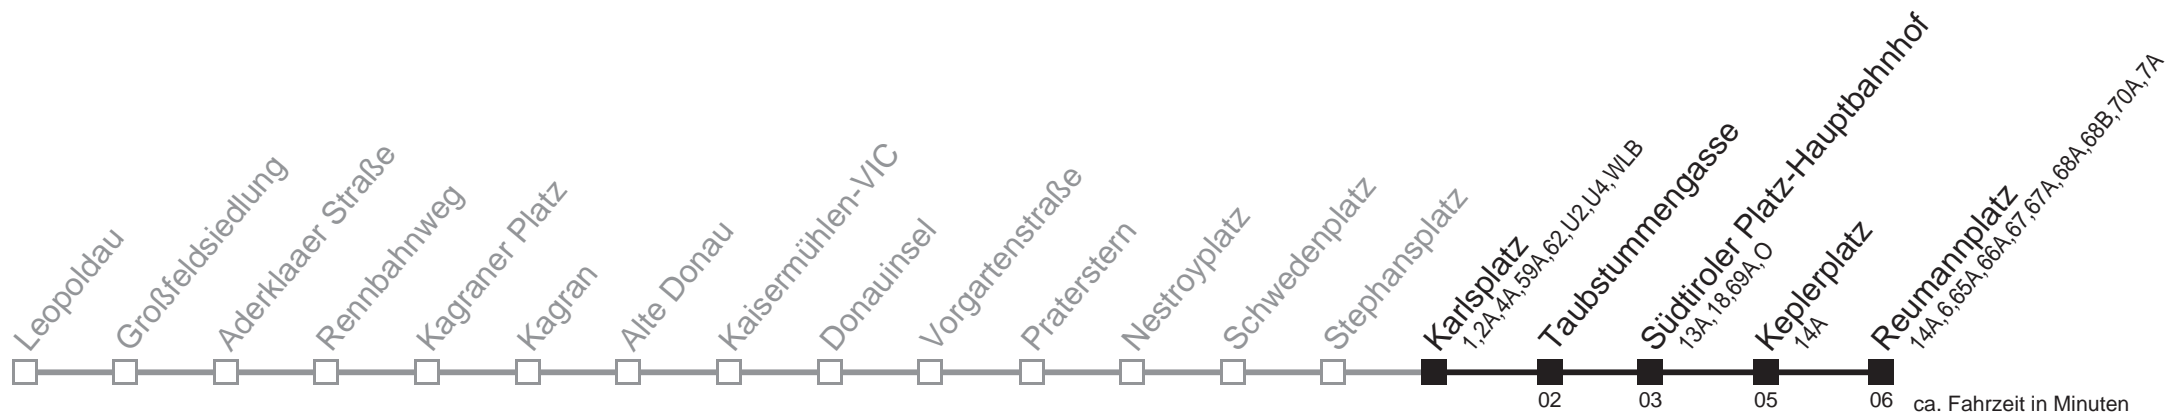 Leopoldau
Großfeldsiedlung
Aderklaaer Straße
Rennbahnweg
Kagraner Platz
Kagran
Alte Donau
Kaisermühlen-VIC
Donauinsel
Vorgartenstraße
Praterstern
Nestroyplatz
Schwedenplatz
Stephansplatz
Karlsplatz
1,2A,4A,59A,62,U2,U4,WLB
Taubstummengasse
Südtiroler Platz-Hauptbahnhof
13A,18,69A,O
Keplerplatz
14A
Reumannplatz
14A,6,65A,66A,67,67A,68A,68B,70A,7A
02
03
05
06
ca. Fahrzeit in Minuten